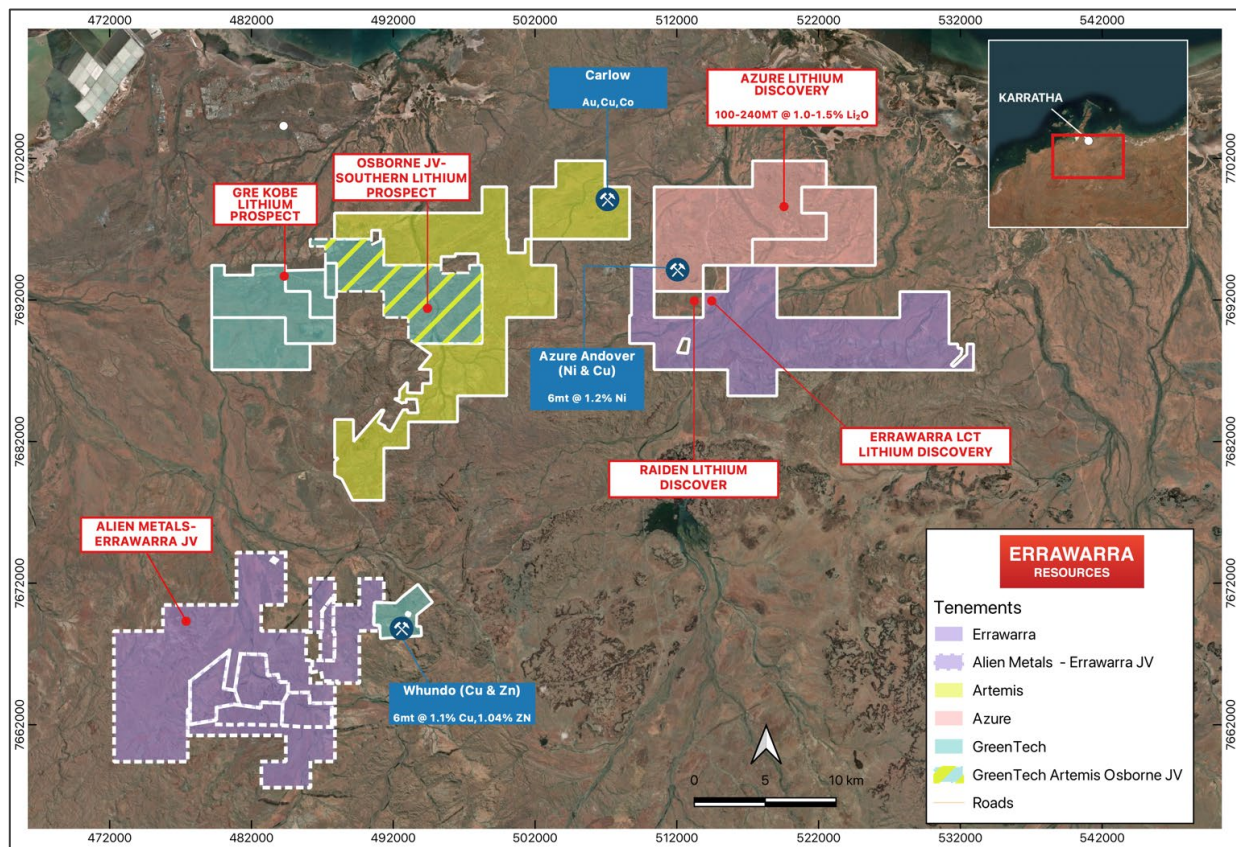 472000
482000
492000
502000
512000
522000
532000
542000
Carlow
Au,Cu,Co
AZURE LITHIUM
DISCOVERY
100-240MT @ 1.0-1.5% Li₂O
KARRATHA
7702000
7702000
OSBORNE JV-
SOUTHERN LITHIUM
PROSPECT
GRE KOBE
LITHIUM
PROSPECT
7692000
7692000
Azure Andover
(Ni & Cu)
6mt @ 1.2% Ni
7682000
7682000
ERRAWARRA LCT
LITHIUM DISCOVERY
RAIDEN LITHIUM
DISCOVER
ALIEN METALS-
ERRAWARRA JV
7672000
7672000
Whundo (Cu & Zn)
6mt @ 1.1% Cu,1.04% ZN
7662000
7662000
0
5
10 km
ERRAWARRA
RESOURCES
Tenements
Errawarra
Alien Metals - Errawarra JV
Artemis
Azure
GreenTech
GreenTech Artemis Osborne JV
Roads
472000
482000
492000
502000
512000
522000
532000
542000